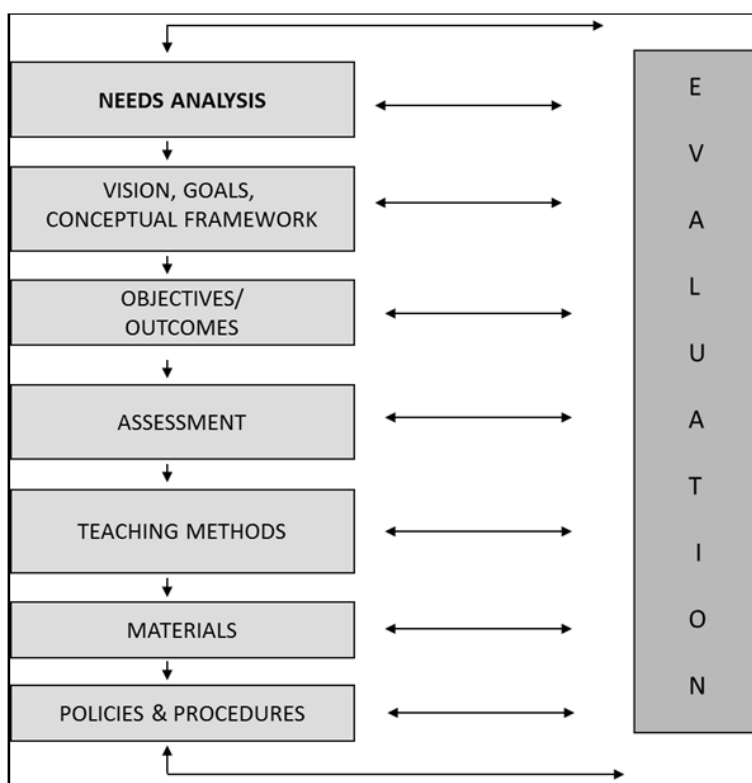 NEEDS ANALYSIS
VISION, GOALS,
CONCEPTUAL FRAMEWORK
OBJECTIVES/
OUTCOMES
ASSESSMENT
TEACHING METHODS
MATERIALS
POLICIES & PROCEDURES
E
V
A
L
U
A
T
I
O
N